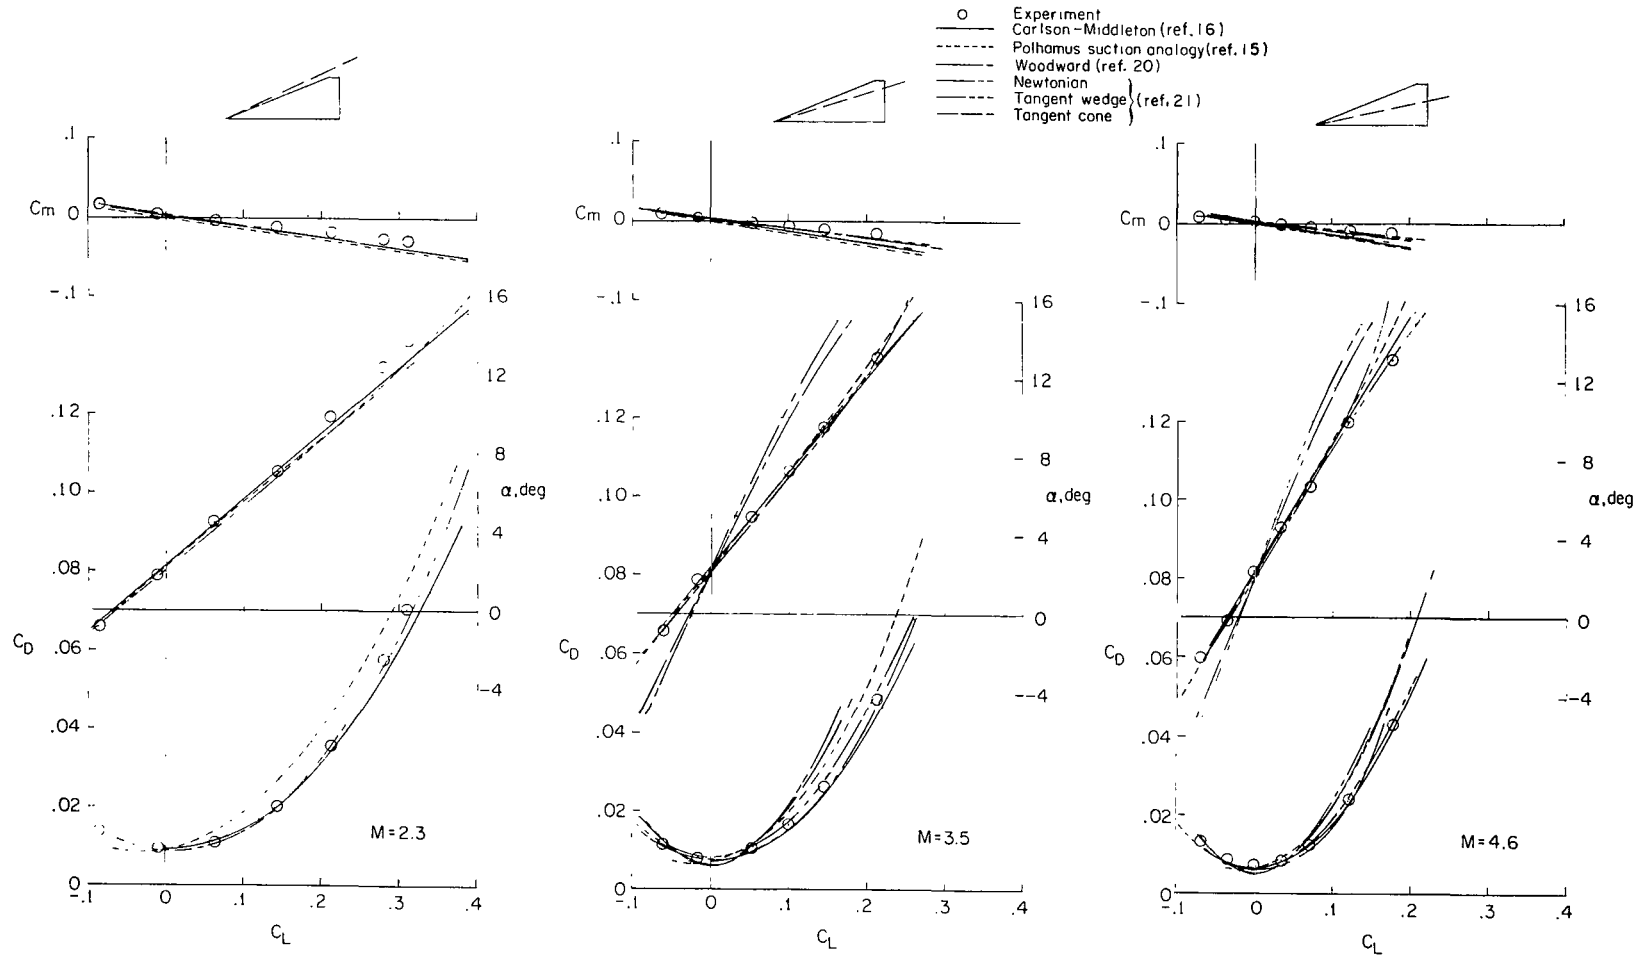 Experiment
Carlson-Middleton (ref. 16)
Polhamus suction analogy (ref. 15)
Woodward (ref. 20)
Newtonian
Tangent wedge (ref. 21)
Tangent cone
.1
Cm 0
-.1
16
12
.12
8
.10
α, deg
4
.08
0
CD .06
-4
.04
.02
M=2.3
0
-.1 0 .1 .2 .3 .4
CL
.1
Cm 0
-.1
16
12
.12
8
.10
α, deg
4
.08
0
CD .06
-4
.04
.02
M=3.5
0
-.1 0 .1 .2 .3 .4
CL
.1
Cm 0
-.1
16
12
.12
8
.10
α, deg
4
.08
0
CD .06
-4
.04
.02
M=4.6
0
-.1 0 .1 .2 .3 .4
CL